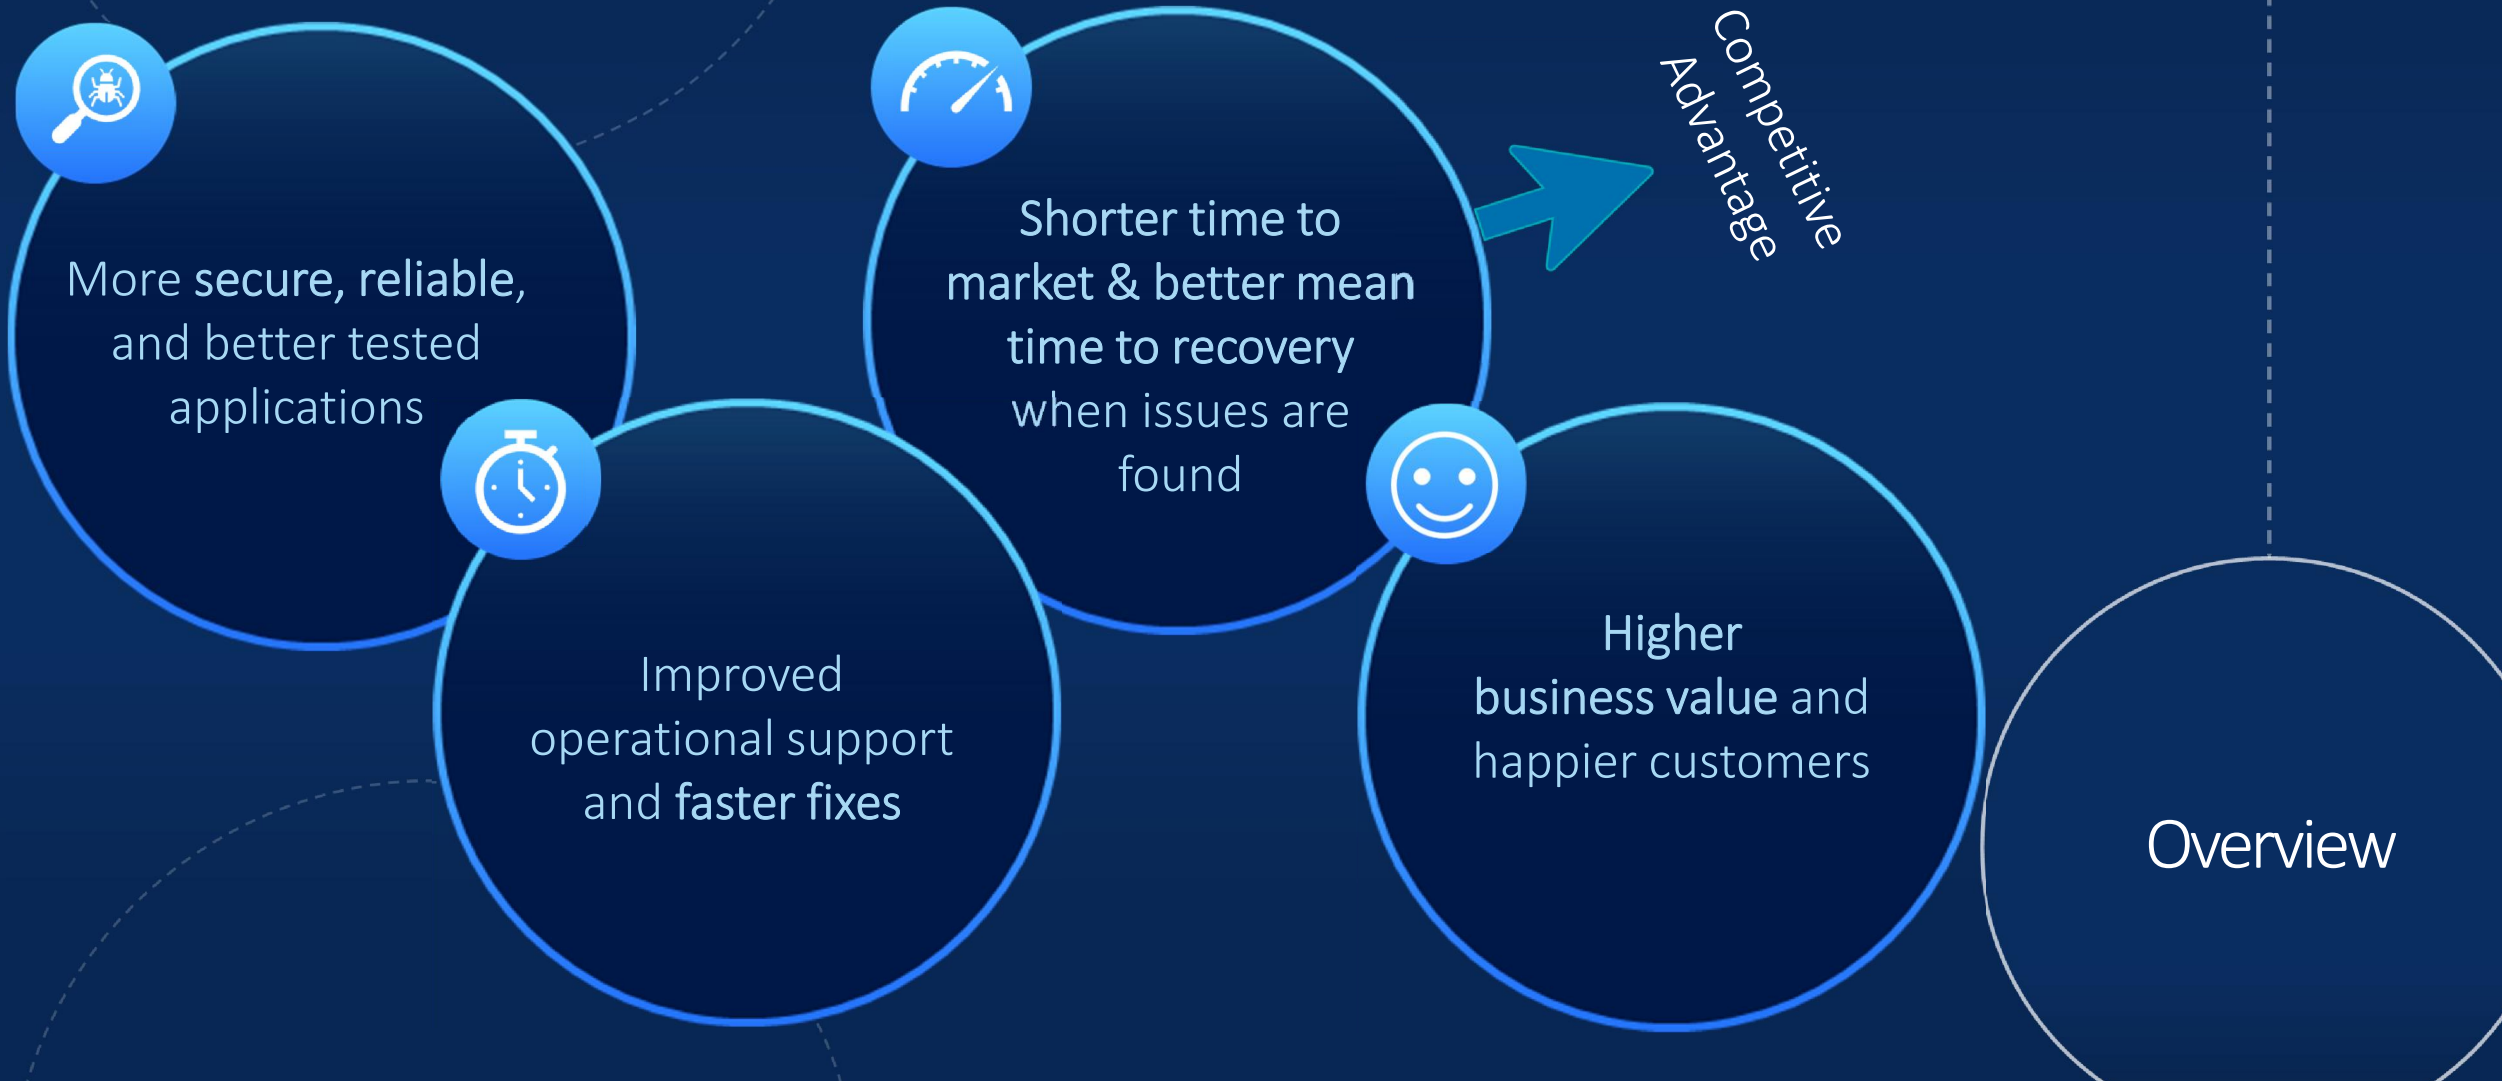 More secure, reliable,
and better tested
applications
Shorter time to
market & better mean
time to recovery
when issues are
found
Competitive
Advantage
Improved
operational support
and faster fixes
Higher
business value and
happier customers
Overview